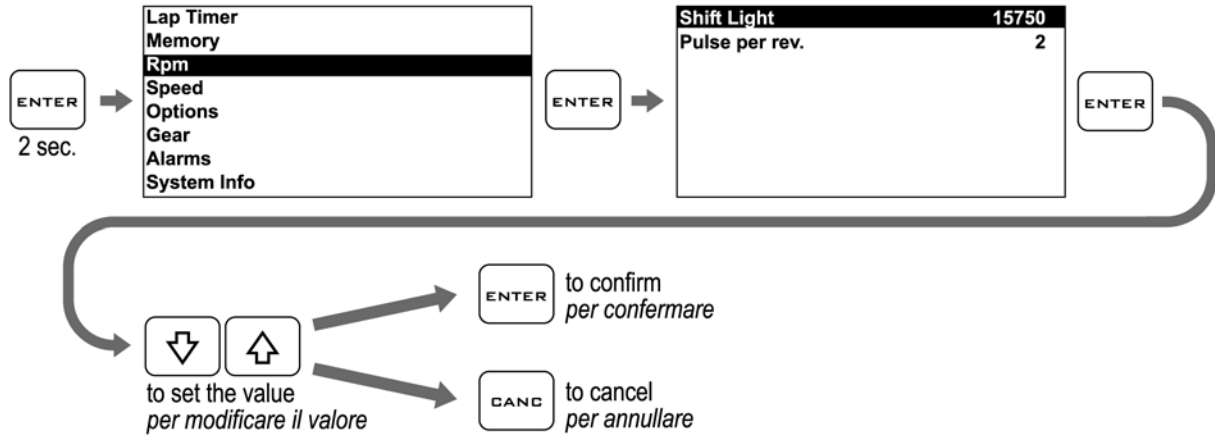 ENTER
2 sec.
Lap Timer
Memory
Rpm
Speed
Options
Gear
Alarms
System Info
ENTER
Shift Light 15750
Pulse per rev. 2
ENTER
to set the value
per modificare il valore
ENTER
to confirm
per confermare
CANC
to cancel
per annullare